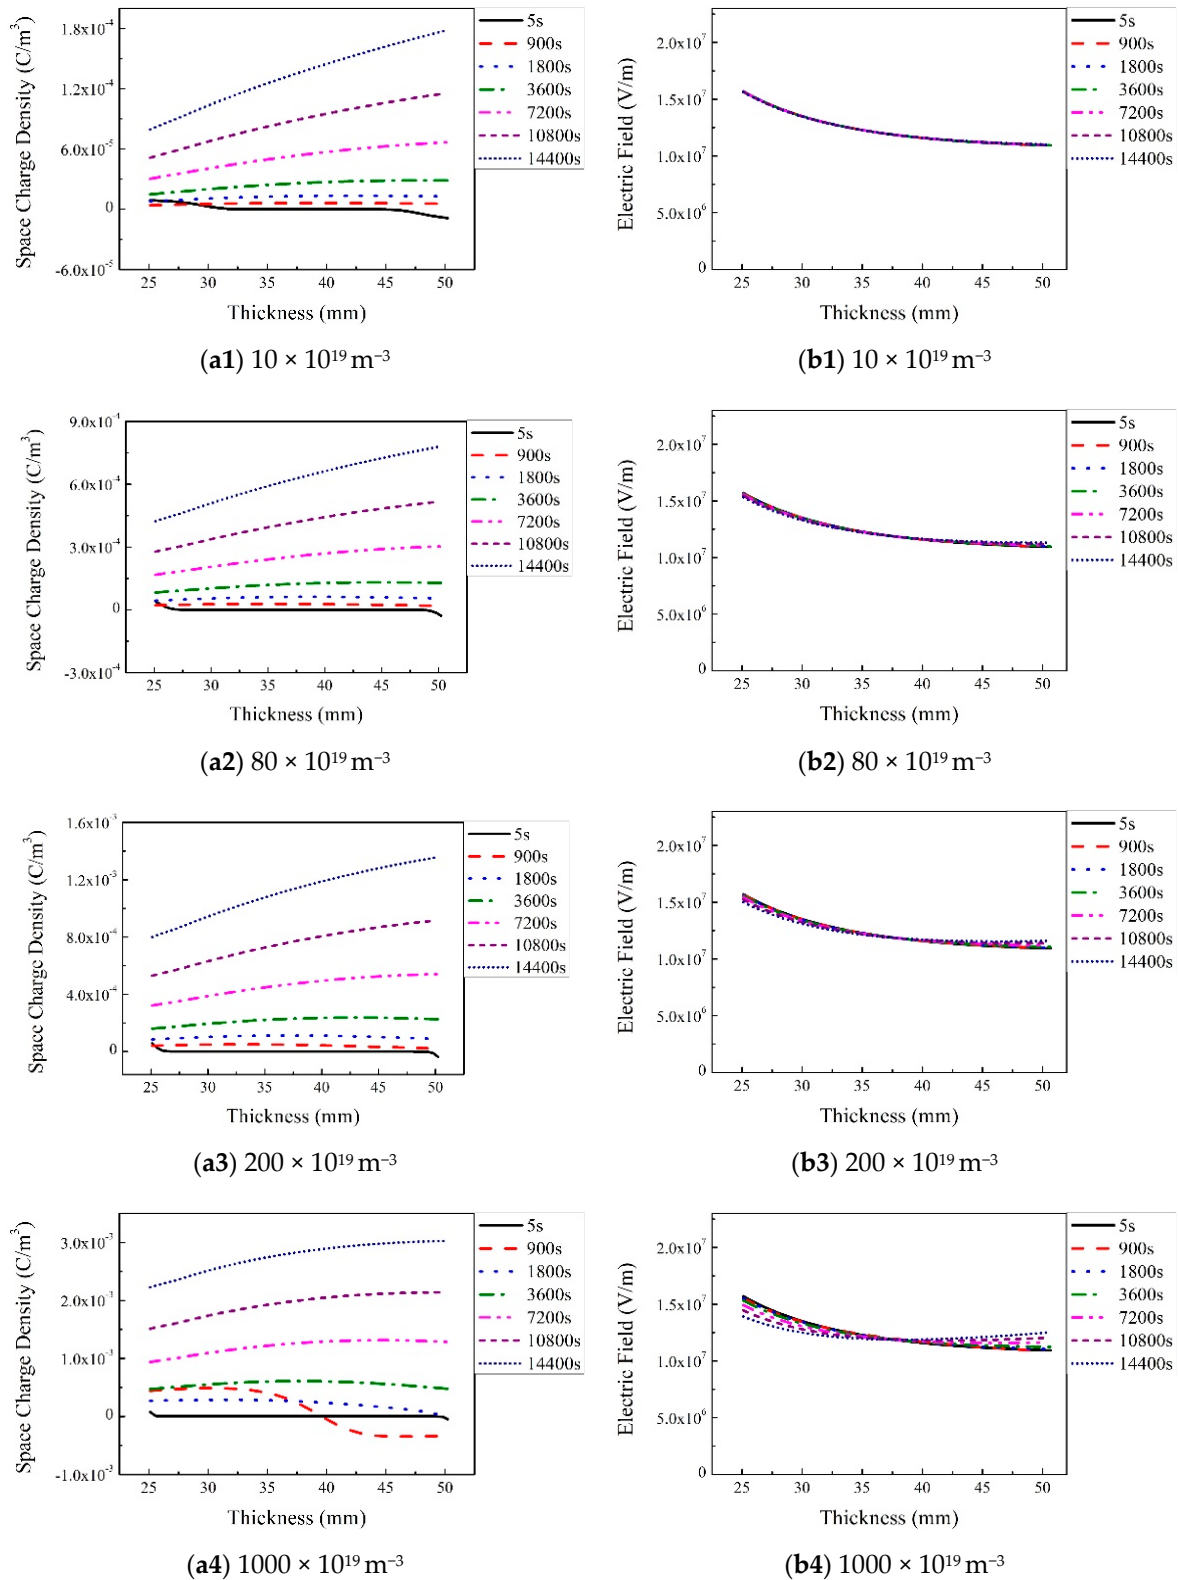 Space Charge Density (C/m³)
1.8x10⁻⁴
1.2x10⁻⁴
6.0x10⁻⁵
0
-6.0x10⁻⁵
25 30 35 40 45 50
Thickness (mm)
5s
900s
1800s
3600s
7200s
10800s
14400s
(a1) 10 × 10¹⁹ m⁻³
Electric Field (V/m)
2.0x10⁷
1.5x10⁷
1.0x10⁷
5.0x10⁶
0
25 30 35 40 45 50
Thickness (mm)
5s
900s
1800s
3600s
7200s
10800s
14400s
(b1) 10 × 10¹⁹ m⁻³
Space Charge Density (C/m³)
9.0x10⁻⁴
6.0x10⁻⁴
3.0x10⁻⁴
0
-3.0x10⁻⁴
25 30 35 40 45 50
Thickness (mm)
5s
900s
1800s
3600s
7200s
10800s
14400s
(a2) 80 × 10¹⁹ m⁻³
Electric Field (V/m)
2.0x10⁷
1.5x10⁷
1.0x10⁷
5.0x10⁶
0
25 30 35 40 45 50
Thickness (mm)
5s
900s
1800s
3600s
7200s
10800s
14400s
(b2) 80 × 10¹⁹ m⁻³
Space Charge Density (C/m³)
1.6x10⁻³
1.2x10⁻³
8.0x10⁻⁴
4.0x10⁻⁴
0
25 30 35 40 45 50
Thickness (mm)
5s
900s
1800s
3600s
7200s
10800s
14400s
(a3) 200 × 10¹⁹ m⁻³
Electric Field (V/m)
2.0x10⁷
1.5x10⁷
1.0x10⁷
5.0x10⁶
0
25 30 35 40 45 50
Thickness (mm)
5s
900s
1800s
3600s
7200s
10800s
14400s
(b3) 200 × 10¹⁹ m⁻³
Space Charge Density (C/m³)
3.0x10⁻³
2.0x10⁻³
1.0x10⁻³
0
-1.0x10⁻³
25 30 35 40 45 50
Thickness (mm)
5s
900s
1800s
3600s
7200s
10800s
14400s
(a4) 1000 × 10¹⁹ m⁻³
Electric Field (V/m)
2.0x10⁷
1.5x10⁷
1.0x10⁷
5.0x10⁶
0
25 30 35 40 45 50
Thickness (mm)
5s
900s
1800s
3600s
7200s
10800s
14400s
(b4) 1000 × 10¹⁹ m⁻³